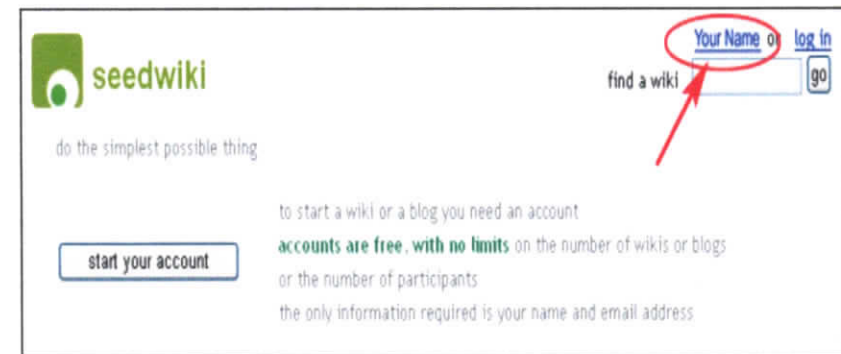 Your Name or log in
seedwiki
find a wiki go
do the simplest possible thing
to start a wiki or a blog you need an account
start your account
accounts are free, with no limits on the number of wikis or blogs
or the number of participants
the only information required is your name and email address